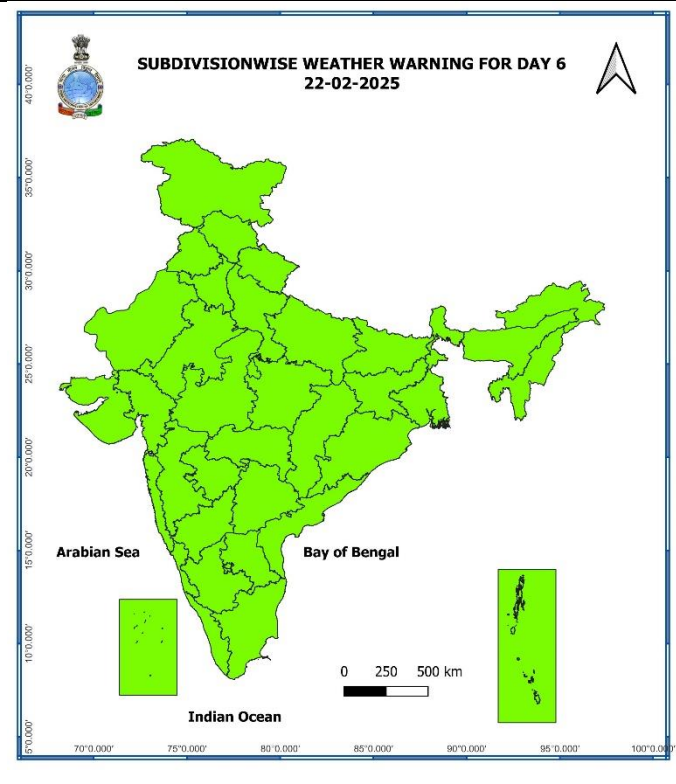 SUBDIVISIONWISE WEATHER WARNING FOR DAY 6
22-02-2025
40°0.000'
35°0.000'
30°0.000'
25°0.000'
20°0.000'
15°0.000'
10°0.000'
5°0.000'
Arabian Sea
Bay of Bengal
0 250 500 km
Indian Ocean
70°0.000' 75°0.000' 80°0.000' 85°0.000' 90°0.000' 95°0.000' 100°0.000'